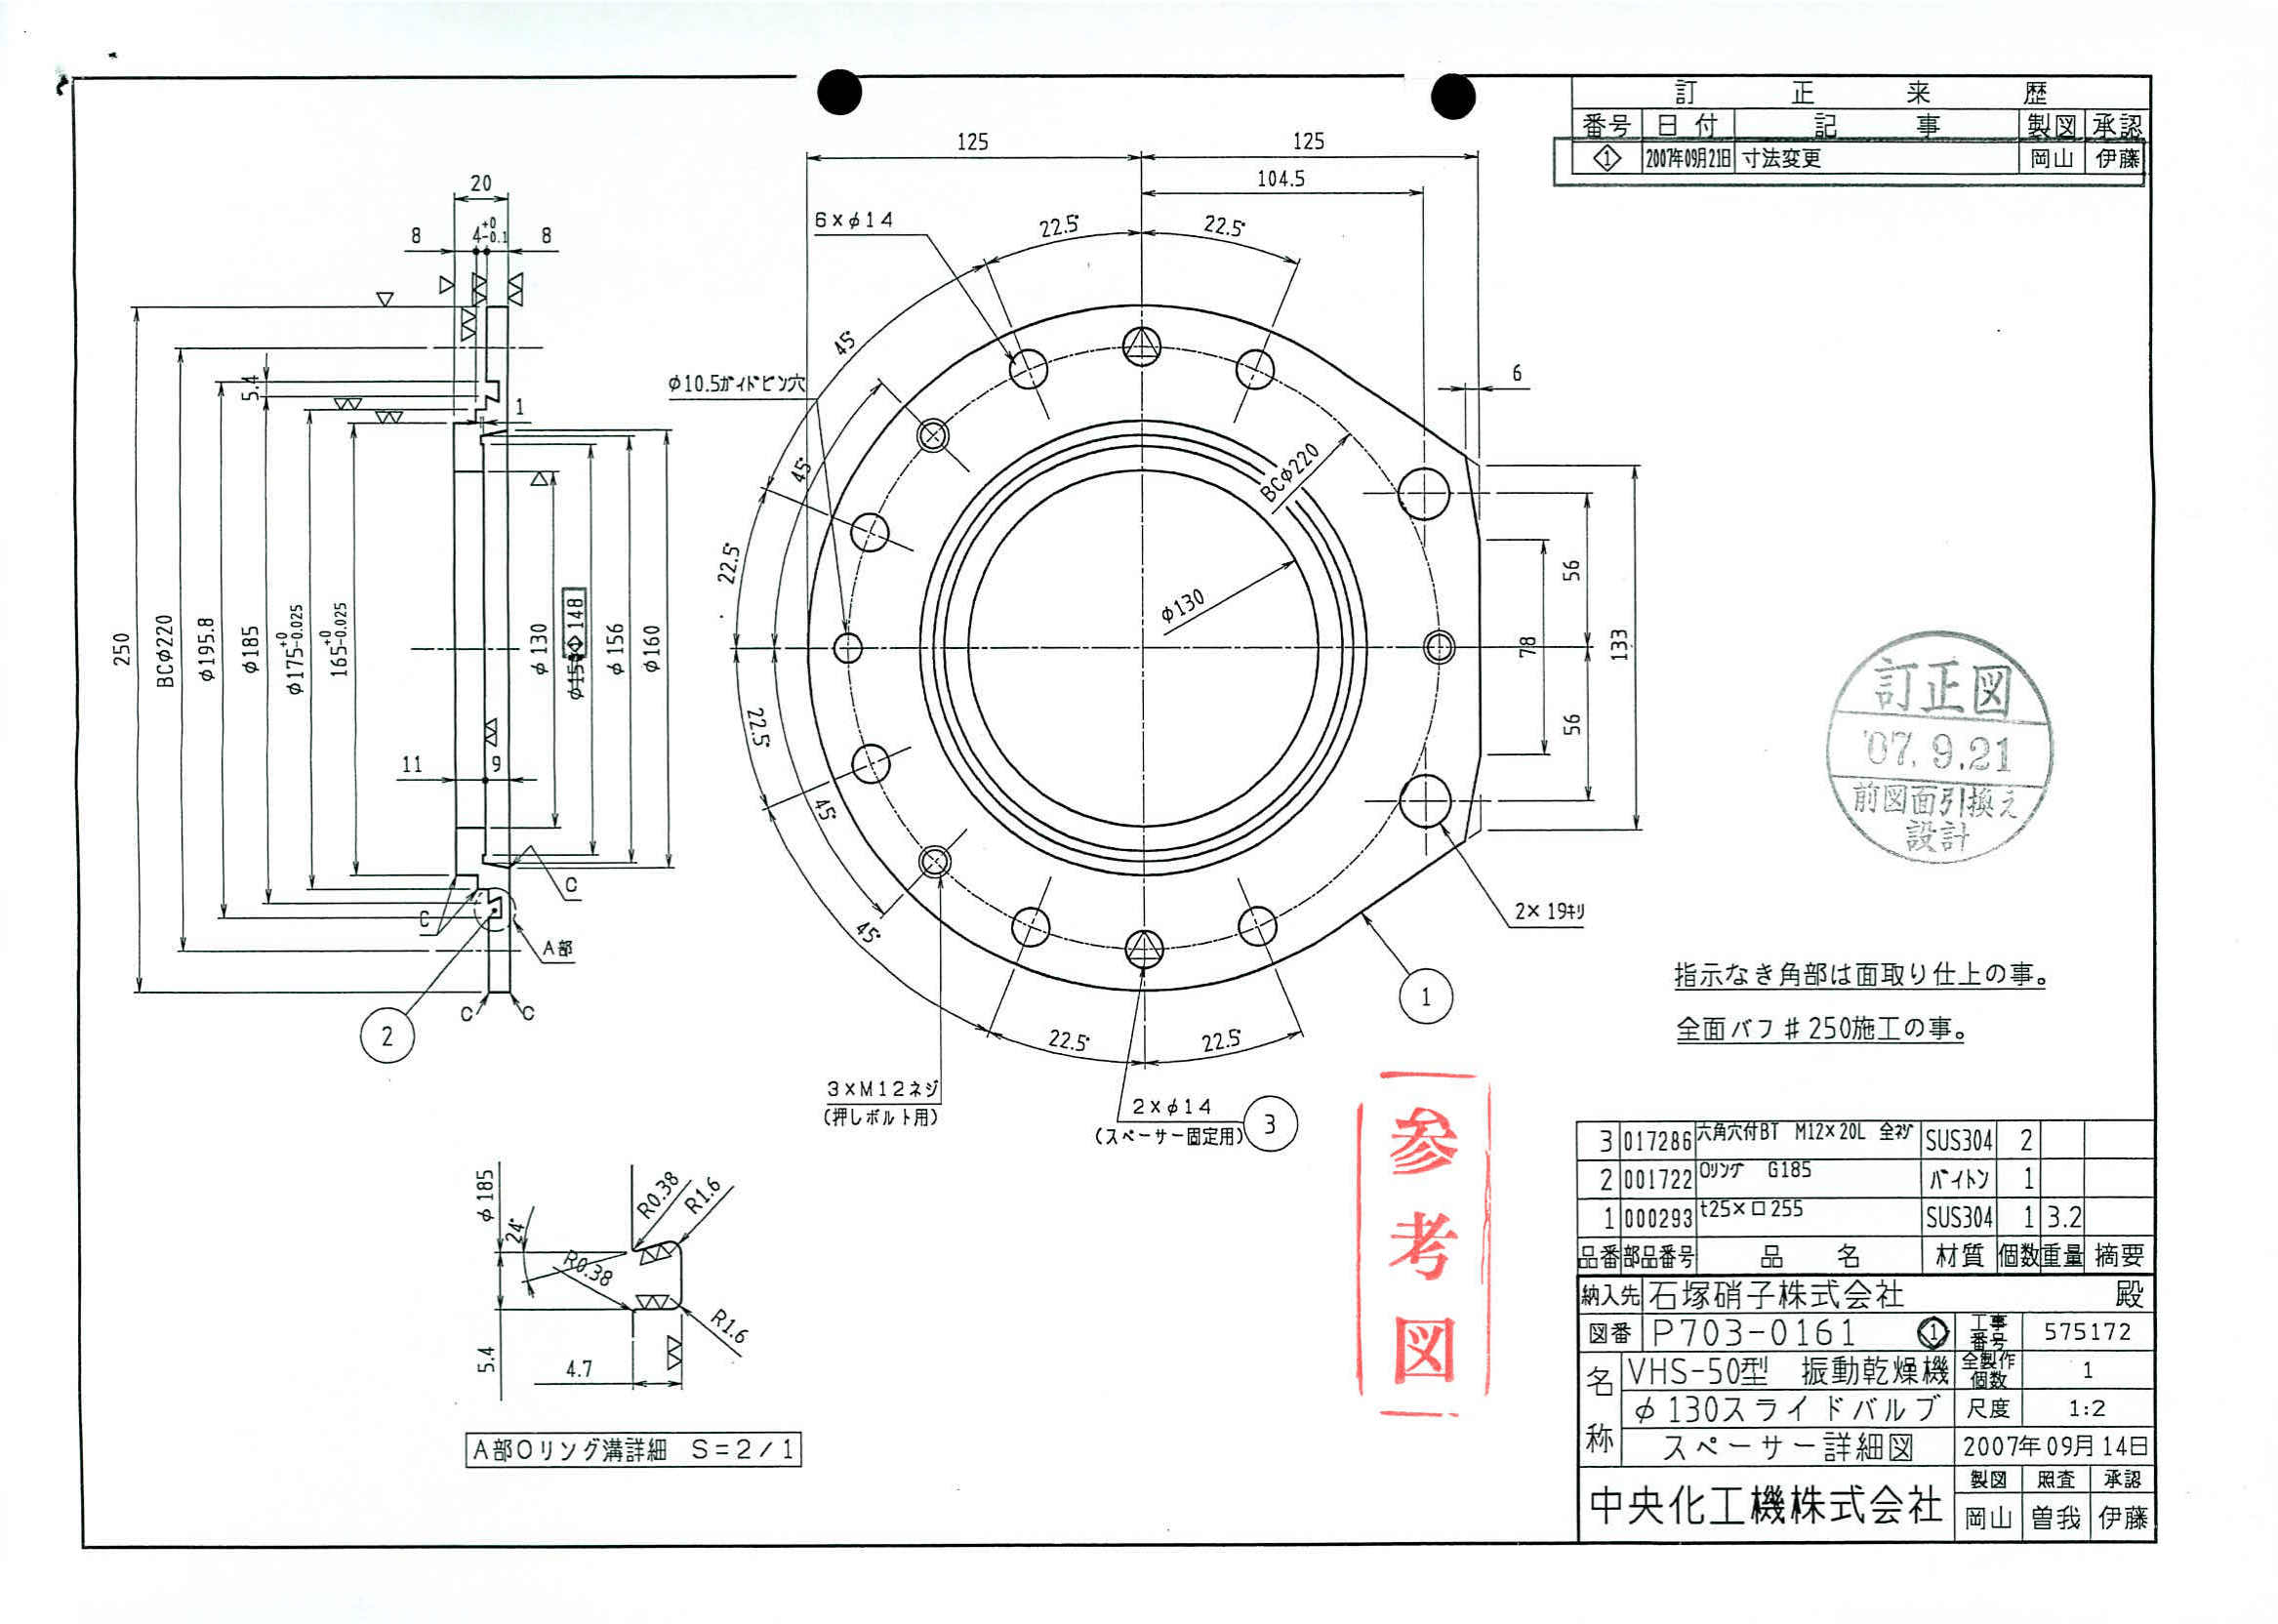 訂正来歴
番号 日付 記事 製図 承認
1 2007年09月21日 寸法変更 岡山 伊藤
125
125
104.5
20
6×φ14
22.5°
22.5°
8
4 +0 -0.1
8
45°
φ10.5ガイドピン穴
6
5.4
1
45°
BCφ220
22.5°
φ130
56
78
133
56
250
BCφ220
φ195.8
φ185
φ175 +0 -0.025
165 +0 -0.025
φ130
1 148
φ156
φ160
11
9
22.5°
45°
45°
C
C
A部
C
C
2
2×19キリ
1
22.5°
22.5°
3×M12ネジ
(押しボルト用)
2×φ14
(スペーサー固定用)
3
訂正図
'07.9.21
前図面引換え
設計
指示なき角部は面取り仕上の事。
全面バフ#250施工の事。
参考図
φ185
24°
R0.38
R1.6
R0.38
R1.6
5.4
4.7
A部Oリング溝詳細 S=2/1
3 017286 六角穴付BT M12×20L 全ネジ SUS304 2
2 001722 Oリング G185 バイトン 1
1 000293 t25×□255 SUS304 1 3.2
品番 部品番号 品名 材質 個数 重量 摘要
納入先 石塚硝子株式会社 殿
図番 P703-0161 1 工事番号 575172
名称 VHS-50型 振動乾燥機 全製作個数 1
φ130スライドバルブ 尺度 1:2
スペーサー詳細図 2007年09月14日
中央化工機株式会社 製図 照査 承認
岡山 曽我 伊藤